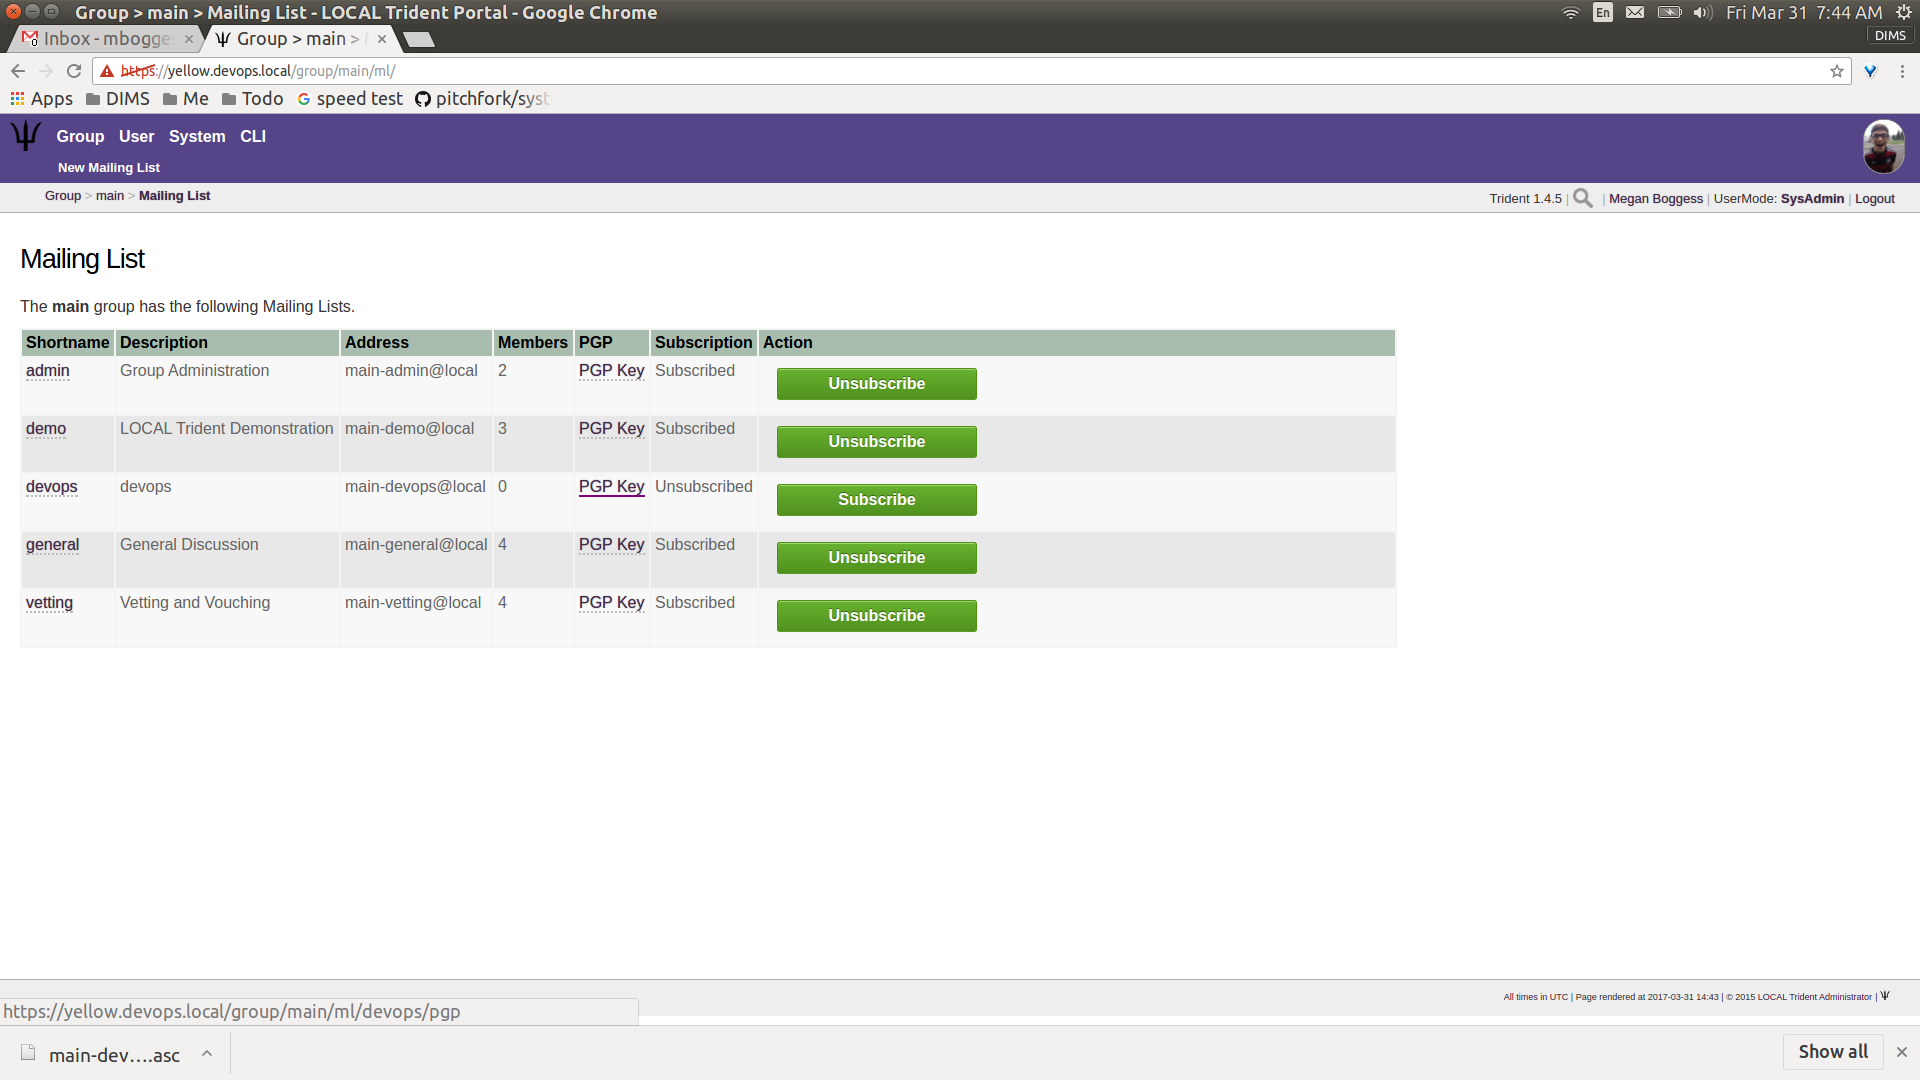 Group > main > Mailing List - LOCAL Trident Portal - Google Chrome
En
Fri Mar 31 7:44 AM
Inbox - mbogges
Group > main >
DIMS
https://yellow.devops.local/group/main/ml/
Apps DIMS Me Todo speed test pitchfork/syst
Group User System CLI
New Mailing List
Group > main > Mailing List
Trident 1.4.5 | | Megan Boggess | UserMode: SysAdmin | Logout
Mailing List
The main group has the following Mailing Lists.
Shortname Description Address Members PGP Subscription Action
admin Group Administration main-admin@local 2 PGP Key Subscribed Unsubscribe
demo LOCAL Trident Demonstration main-demo@local 3 PGP Key Subscribed Unsubscribe
devops devops main-devops@local 0 PGP Key Unsubscribed Subscribe
general General Discussion main-general@local 4 PGP Key Subscribed Unsubscribe
vetting Vetting and Vouching main-vetting@local 4 PGP Key Subscribed Unsubscribe
All times in UTC | Page rendered at 2017-03-31 14:43 | © 2015 LOCAL Trident Administrator |
https://yellow.devops.local/group/main/ml/devops/pgp
main-dev....asc
Show all